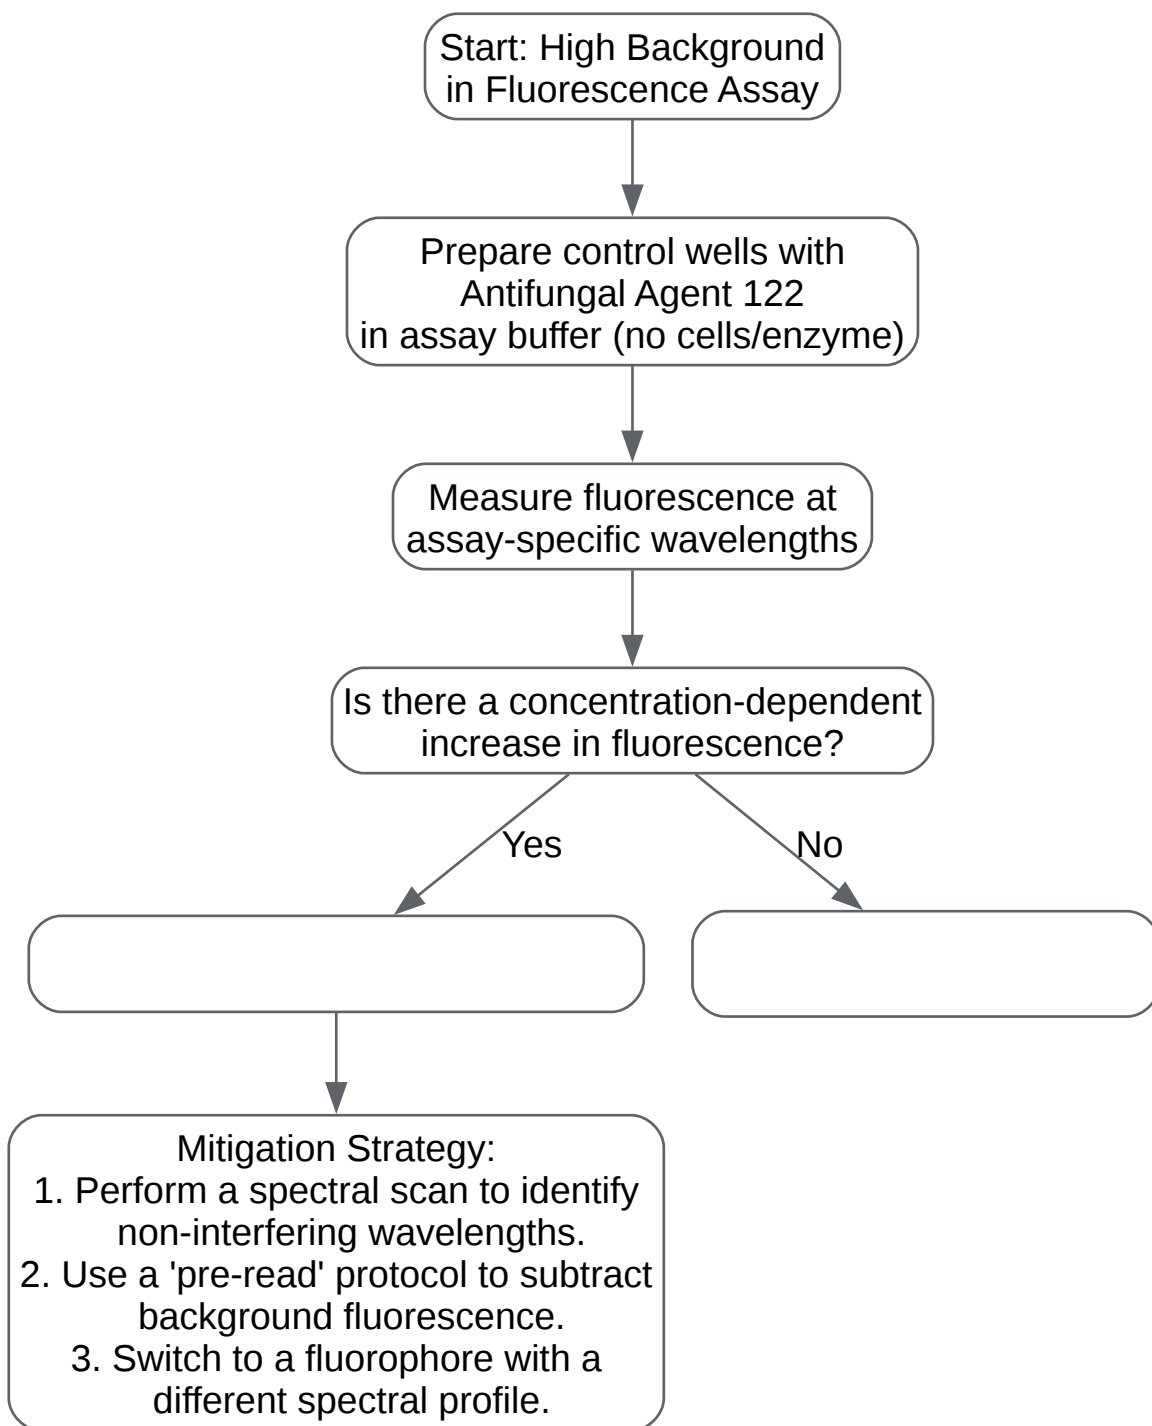 Start: High Background
in Fluorescence Assay
Prepare control wells with
Antifungal Agent 122
in assay buffer (no cells/enzyme)
Measure fluorescence at
assay-specific wavelengths
Is there a concentration-dependent
increase in fluorescence?
Yes
No
Mitigation Strategy:
1. Perform a spectral scan to identify
non-interfering wavelengths.
2. Use a 'pre-read' protocol to subtract
background fluorescence.
3. Switch to a fluorophore with a
different spectral profile.